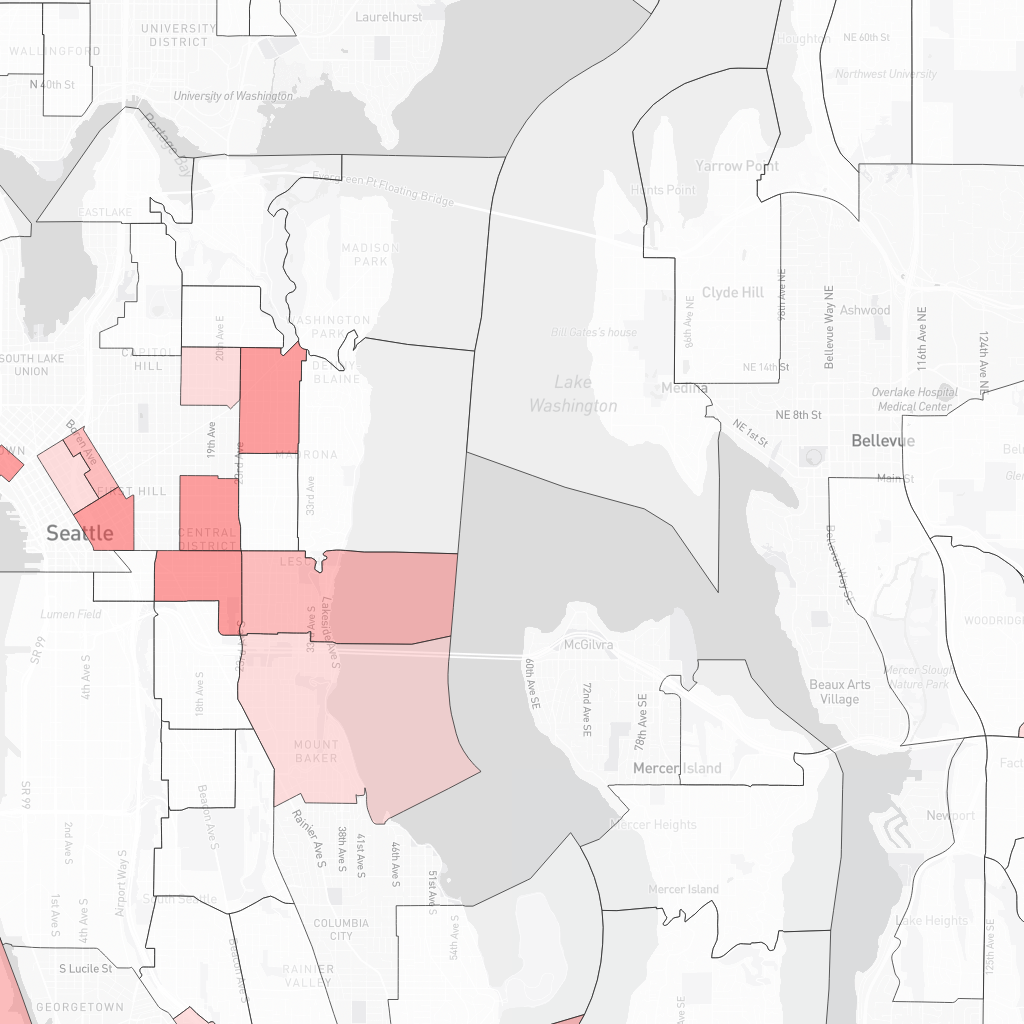 Laurelhurst
UNIVERSITY
DISTRICT
WALLINGFORD
NE 60th St
Houghton
Northwest University
N 40th St
University of Washington
Portage Bay
Yarrow Point
Evergreen Pt Floating Bridge
Hunts Point
EASTLAKE
MADISON
PARK
Clyde Hill
98th Ave NE
Bellevue Way NE
Ashwood
86th Ave NE
116th Ave NE
WASHINGTON
PARK
20th Ave E
Bill Gates's house
124th Ave NE
SOUTH LAKE
UNION
CAPITOL
HILL
DENNY
BLAINE
NE 14th St
Lake
Washington
Medina
Overlake Hospital
Medical Center
NE 8th St
Boren Ave
19th Ave
23rd Ave
NE 1st St
Bellevue
MADRONA
Main St
FIRST HILL
33rd Ave
Seattle
CENTRAL
DISTRICT
LESCHI
Bellevue Way SE
Lumen Field
33rd Ave S
Lakeside Ave S
23rd Ave S
SR 99
4th Ave S
McGilvra
18th Ave S
60th Ave SE
72nd Ave SE
78th Ave SE
Mercer Slough
Nature Park
Beaux Arts
Village
MOUNT
BAKER
Mercer Island
SR 99
Beacon Ave S
2nd Ave S
Rainier Ave S
38th Ave S
41st Ave S
46th Ave S
51st Ave S
Mercer Heights
Newport
Airport Way S
Mercer Island
South Seattle
1st Ave S
4th Ave S
COLUMBIA
CITY
54th Ave S
Lake Heights
125th Ave SE
S Lucile St
Beacon Ave S
RAINIER
VALLEY
GEORGETOWN